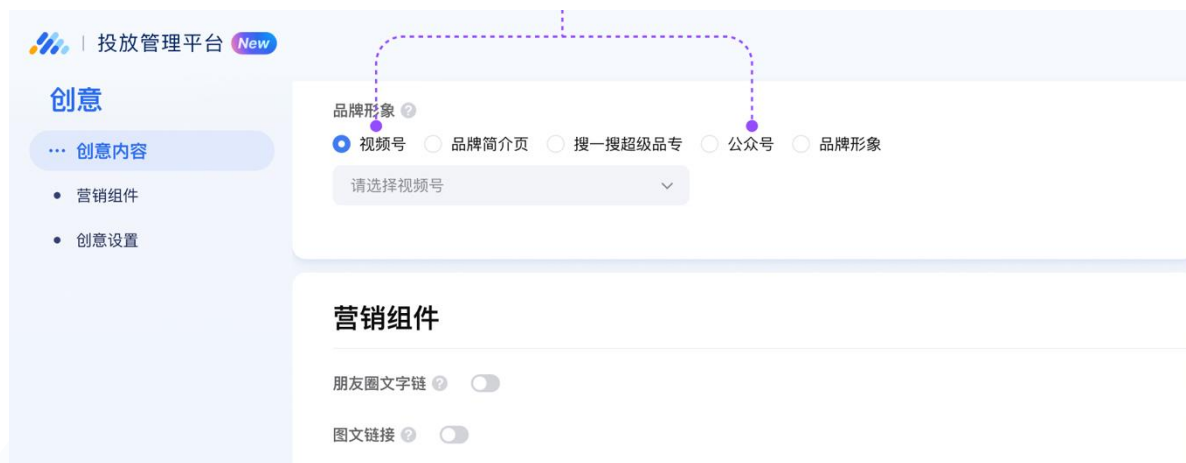 投放管理平台 New
创意
创意内容
营销组件
创意设置
品牌形象
视频号 品牌简介页 搜一搜超级品专 公众号 品牌形象
请选择视频号
营销组件
朋友圈文字链
图文链接